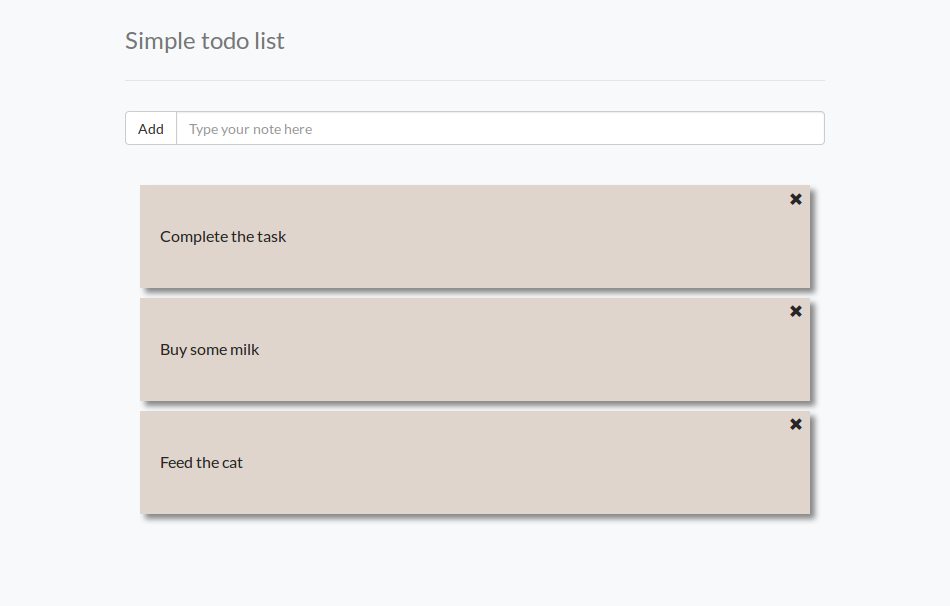 Simple todo list
Add Type your note here
Complete the task
Buy some milk
Feed the cat